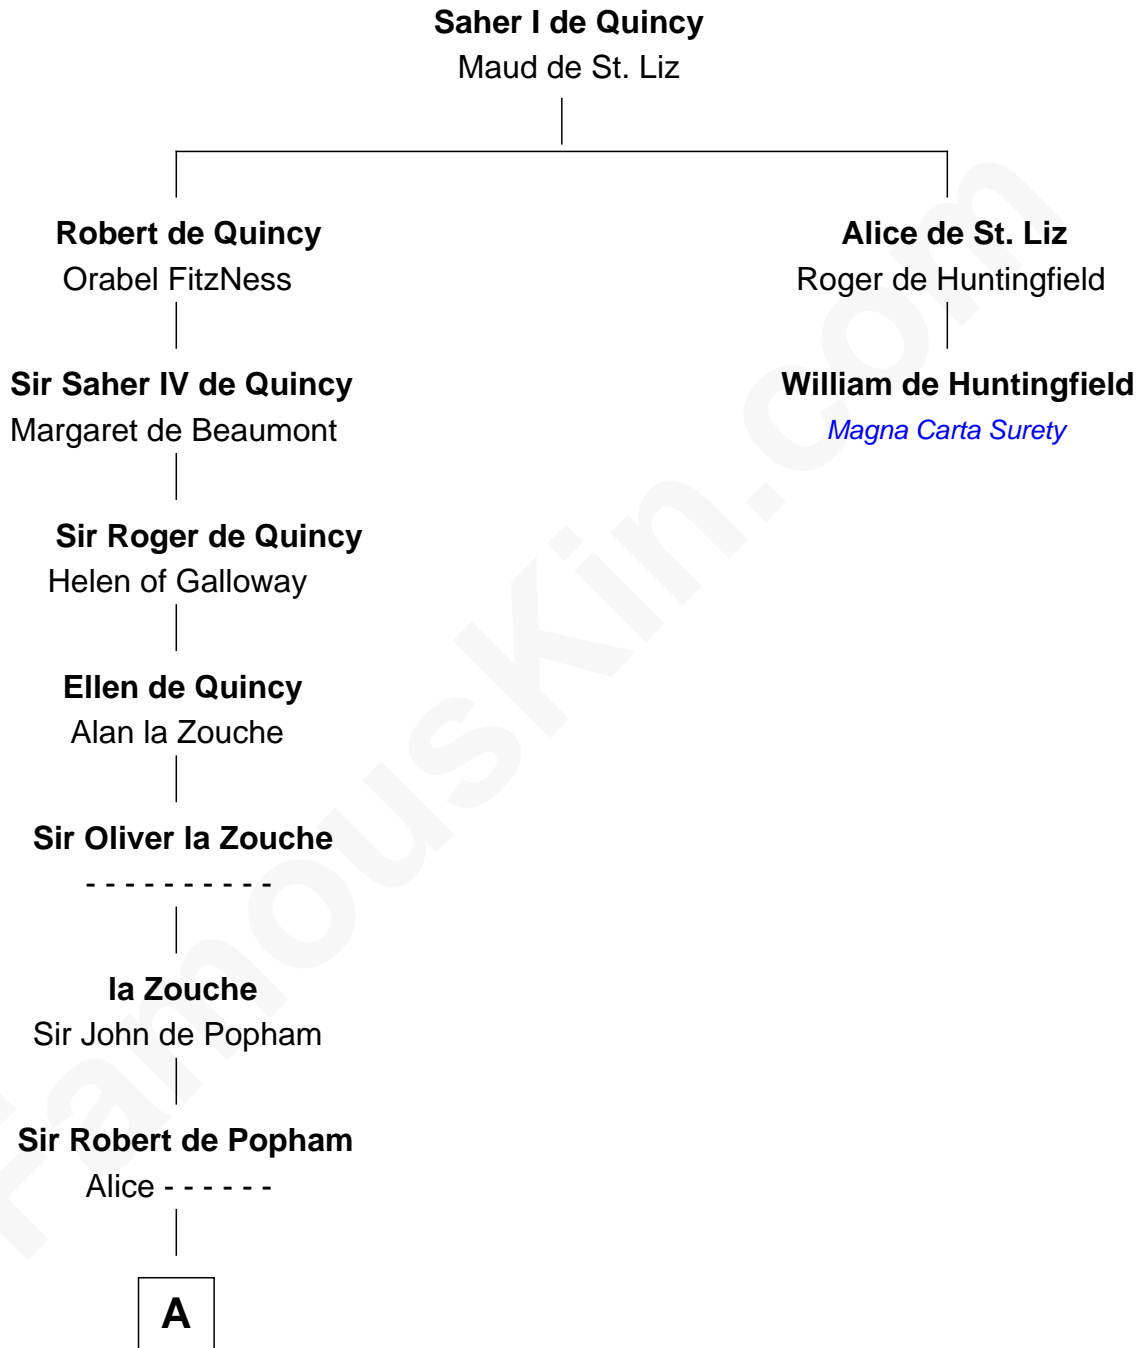 Saher I de Quincy
Maud de St. Liz
Robert de Quincy
Orabel FitzNess
Alice de St. Liz
Roger de Huntingfield
Sir Saher IV de Quincy
Margaret de Beaumont
William de Huntingfield
Magna Carta Surety
Sir Roger de Quincy
Helen of Galloway
Ellen de Quincy
Alan la Zouche
Sir Oliver la Zouche
- - - - - - - - - -
la Zouche
Sir John de Popham
Sir Robert de Popham
Alice - - - - - -
A
FamousKin.com